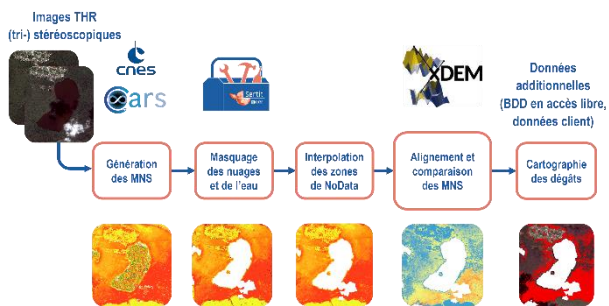 Images THR
(tri-) stéréoscopiques
cnes
Cars
Sertit
XDEM
Données
additionnelles
(BDD en accès libre,
données client)
Génération
des MNS
Masquage
des nuages
et de l'eau
Interpolation
des zones
de NoData
Alignement et
comparaison
des MNS
Cartographie
des dégâts